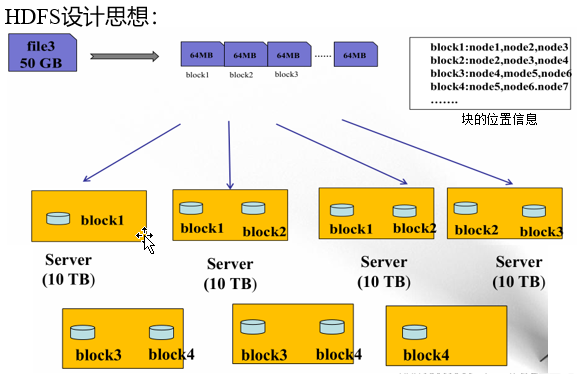 HDFS设计思想：
file3
50 GB
64MB 64MB 64MB ...... 64MB
block1 block2 block3
block1:node1,node2,node3
block2:node2,node3,node4
block3:node4,mode5,node6
block4:node5,node6.node7
.......
块的位置信息
block1
block1 block2
block1 block2
block2 block3
Server
(10 TB)
Server
(10 TB)
Server
(10 TB)
Server
(10 TB)
block3 block4
block3 block4
block4